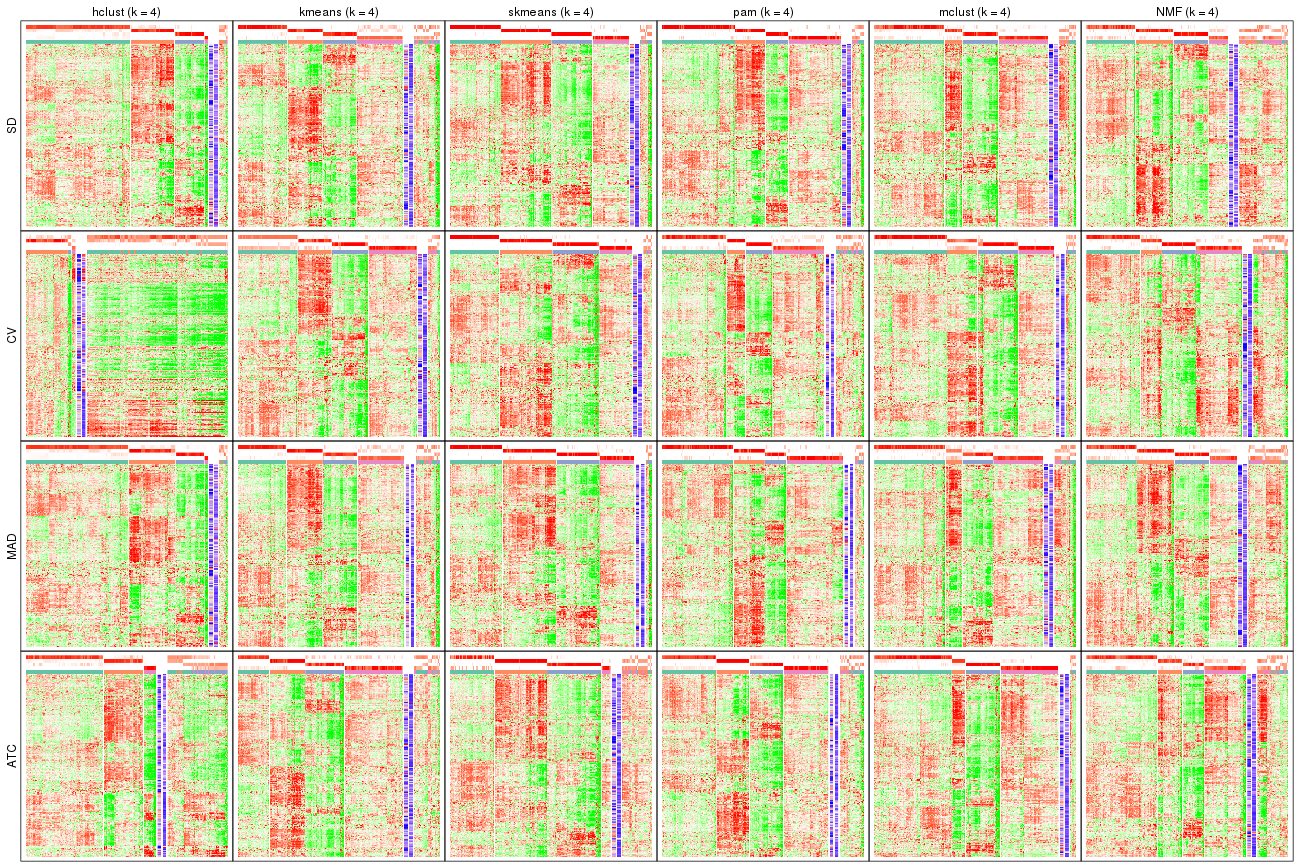 hclust (k = 4)
kmeans (k = 4)
skmeans (k = 4)
pam (k = 4)
mclust (k = 4)
NMF (k = 4)
SD
CV
MAD
ATC